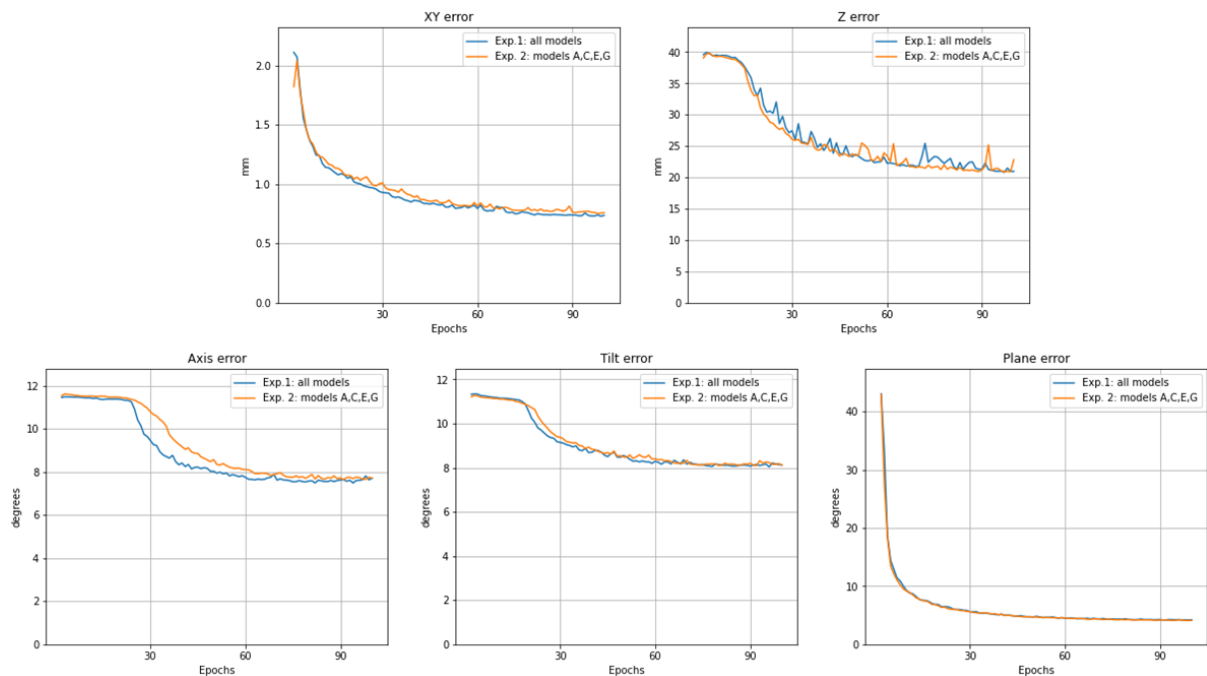 XY error
2.0
1.5
1.0
0.5
0.0
mm
30
60
90
Epochs
Exp.1: all models
Exp. 2: models A,C,E,G
Z error
40
35
30
25
20
15
10
5
0
mm
30
60
90
Epochs
Exp.1: all models
Exp. 2: models A,C,E,G
Axis error
12
10
8
6
4
2
0
degrees
30
60
90
Epochs
Exp.1: all models
Exp. 2: models A,C,E,G
Tilt error
12
10
8
6
4
2
0
degrees
30
60
90
Epochs
Exp.1: all models
Exp. 2: models A,C,E,G
Plane error
40
30
20
10
0
degrees
30
60
90
Epochs
Exp.1: all models
Exp. 2: models A,C,E,G